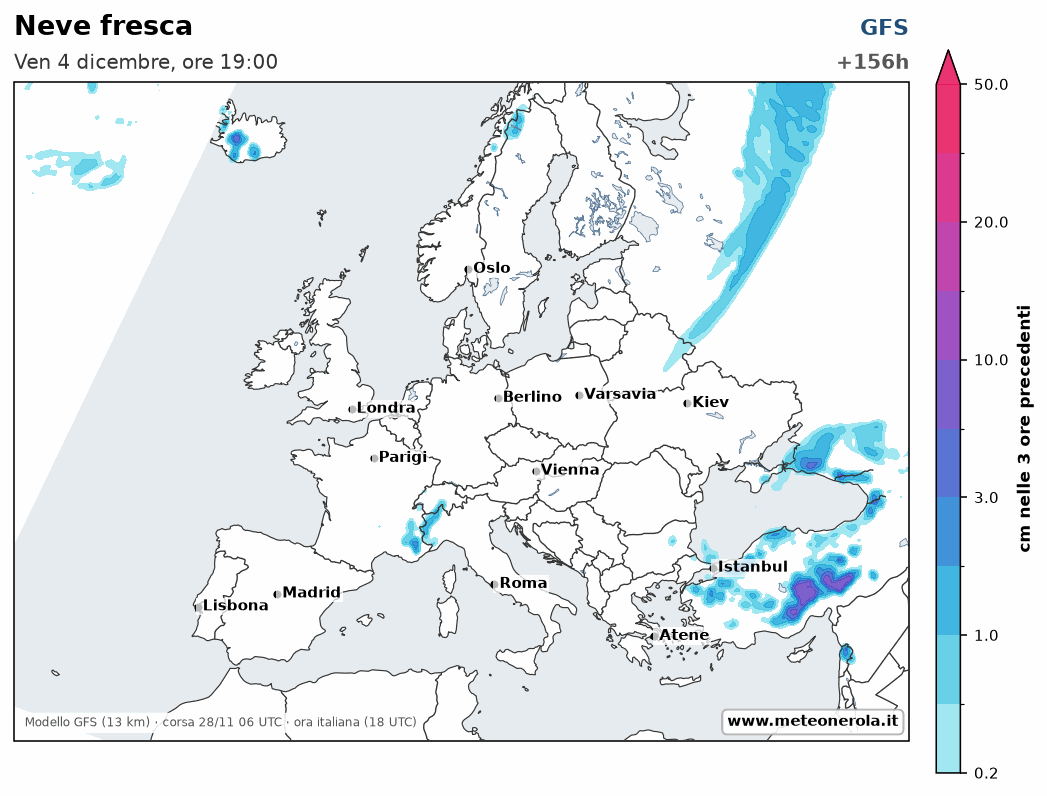 Neve fresca
GFS
Ven 4 dicembre, ore 19:00
+156h
50.0
20.0
10.0
3.0
1.0
0.2
cm nelle 3 ore precedenti
Oslo
Berlino
Varsavia
Kiev
Londra
Parigi
Vienna
Istanbul
Roma
Madrid
Lisbona
Atene
Modello GFS (13 km) · corsa 28/11 06 UTC · ora italiana (18 UTC)
www.meteonerola.it